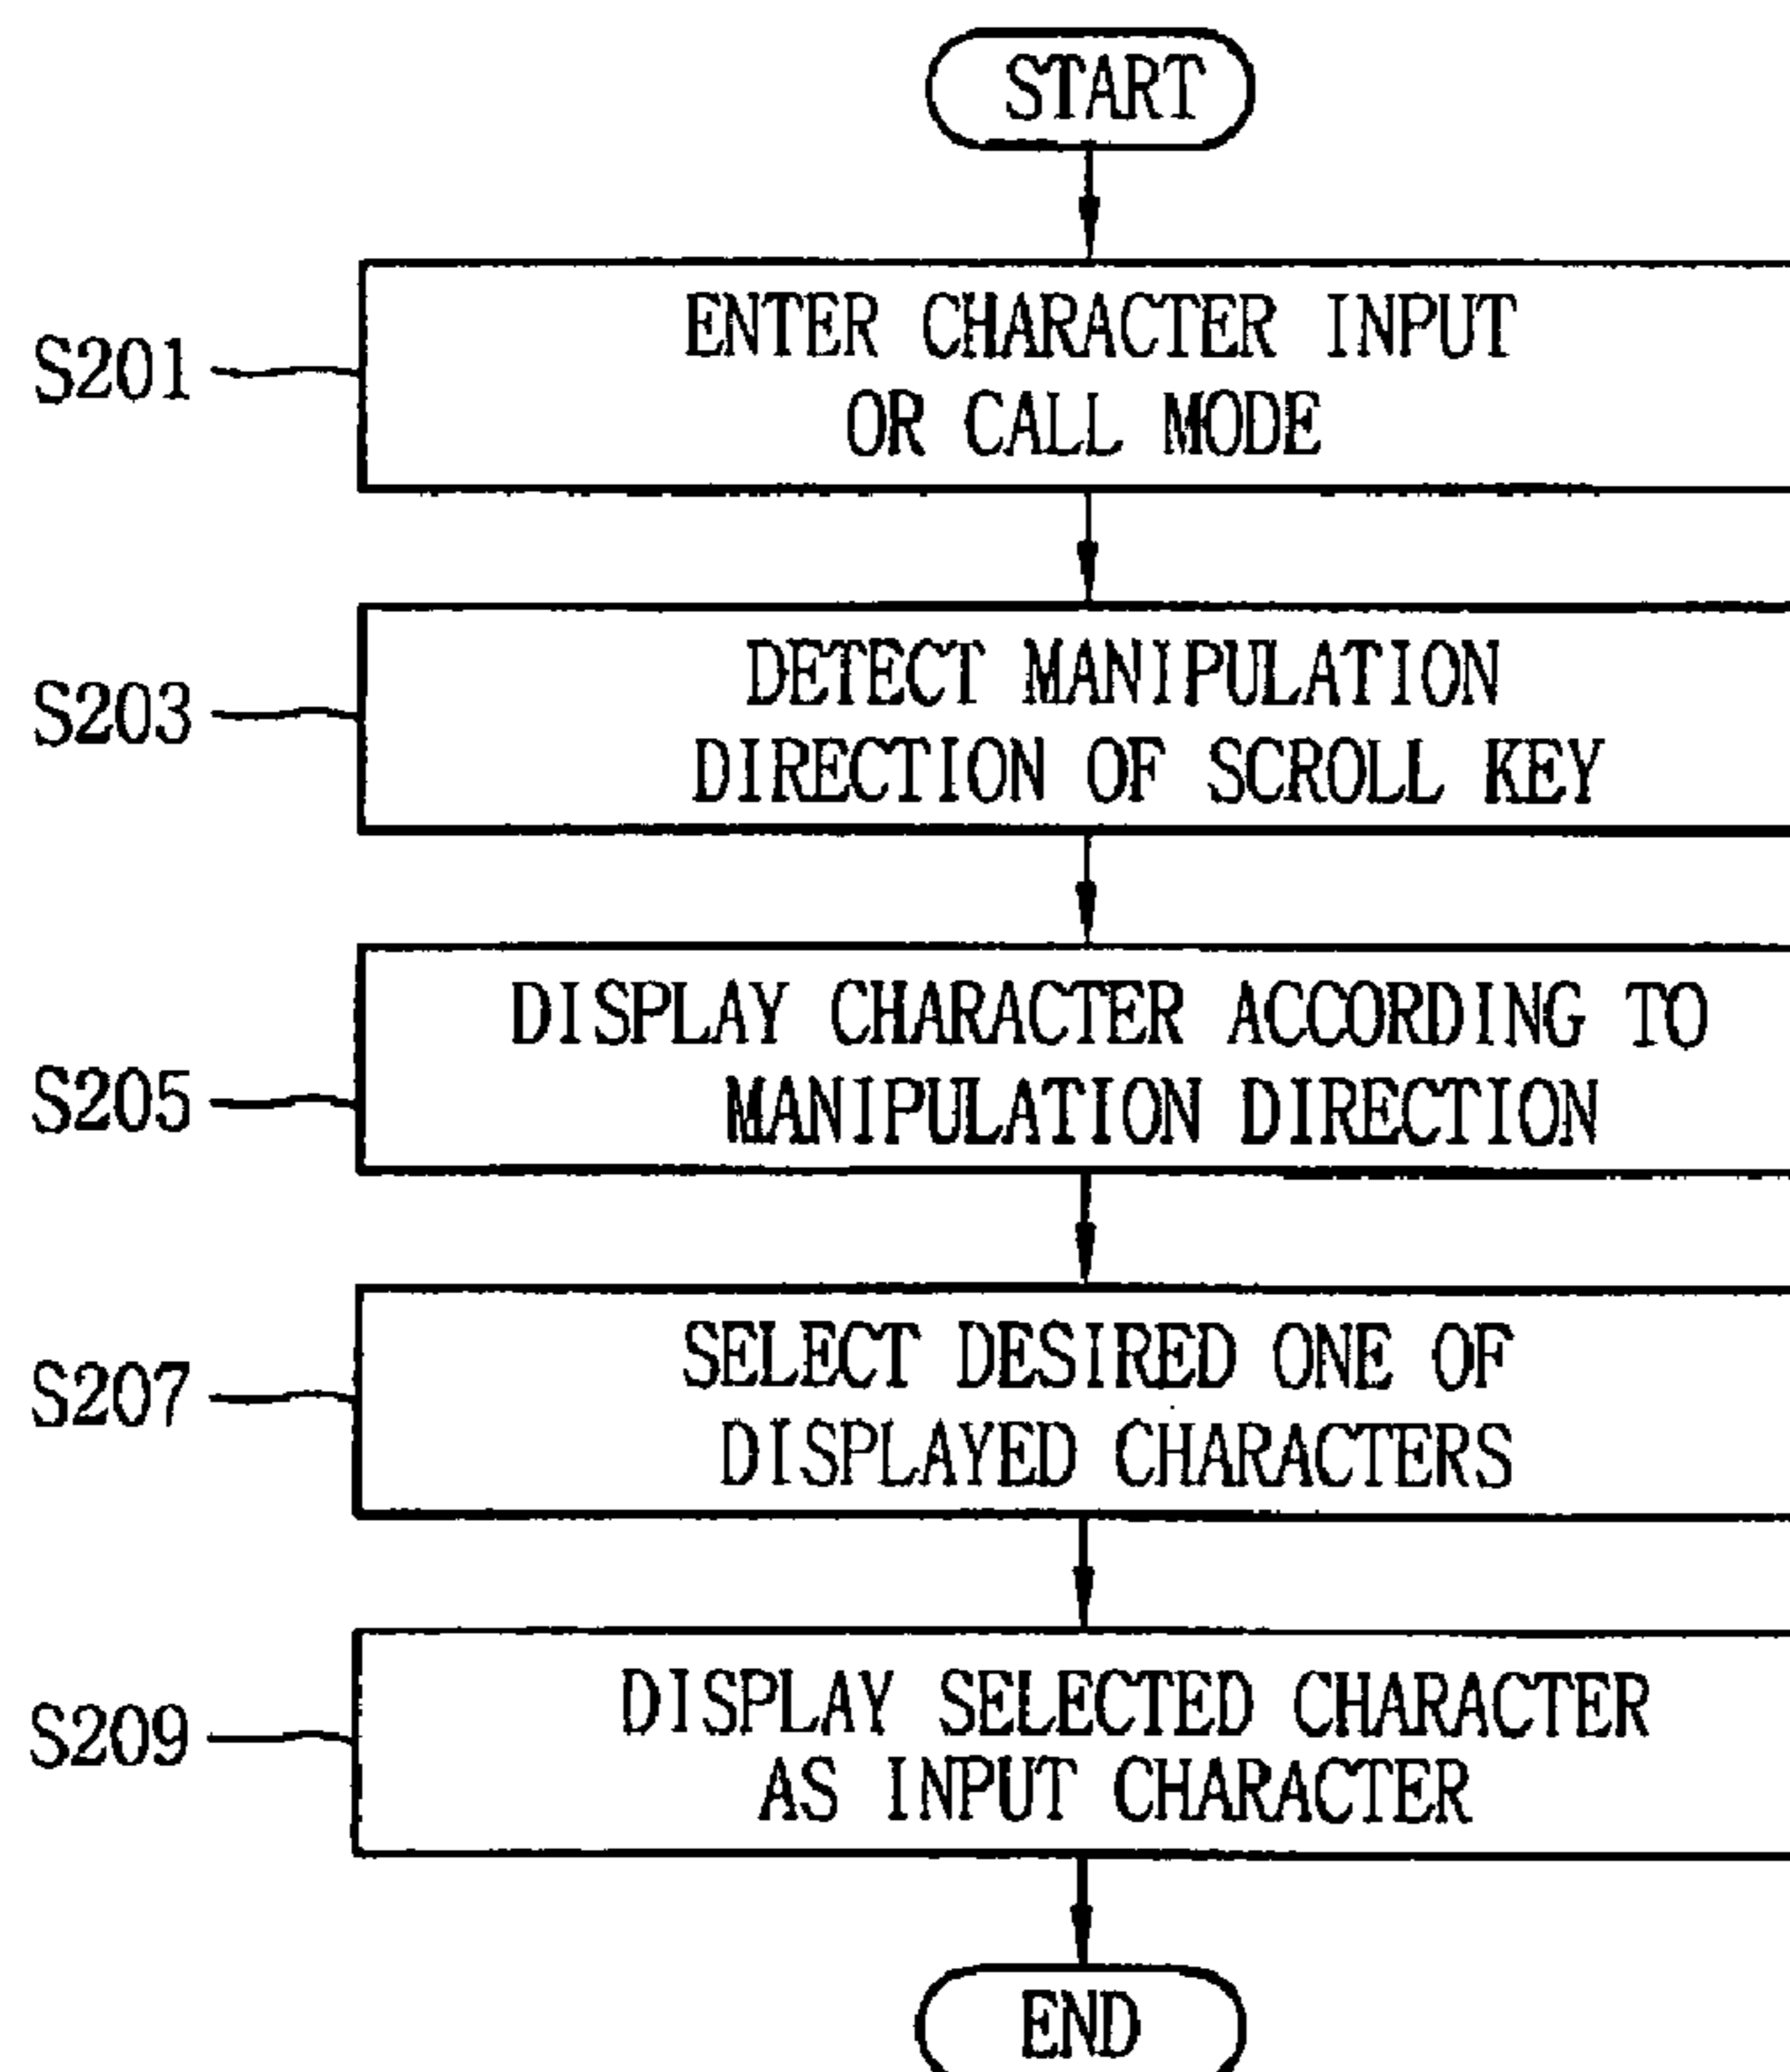 START
S201
ENTER CHARACTER INPUT
OR CALL MODE
S203
DETECT MANIPULATION
DIRECTION OF SCROLL KEY
S205
DISPLAY CHARACTER ACCORDING TO
MANIPULATION DIRECTION
S207
SELECT DESIRED ONE OF
DISPLAYED CHARACTERS
S209
DISPLAY SELECTED CHARACTER
AS INPUT CHARACTER
END